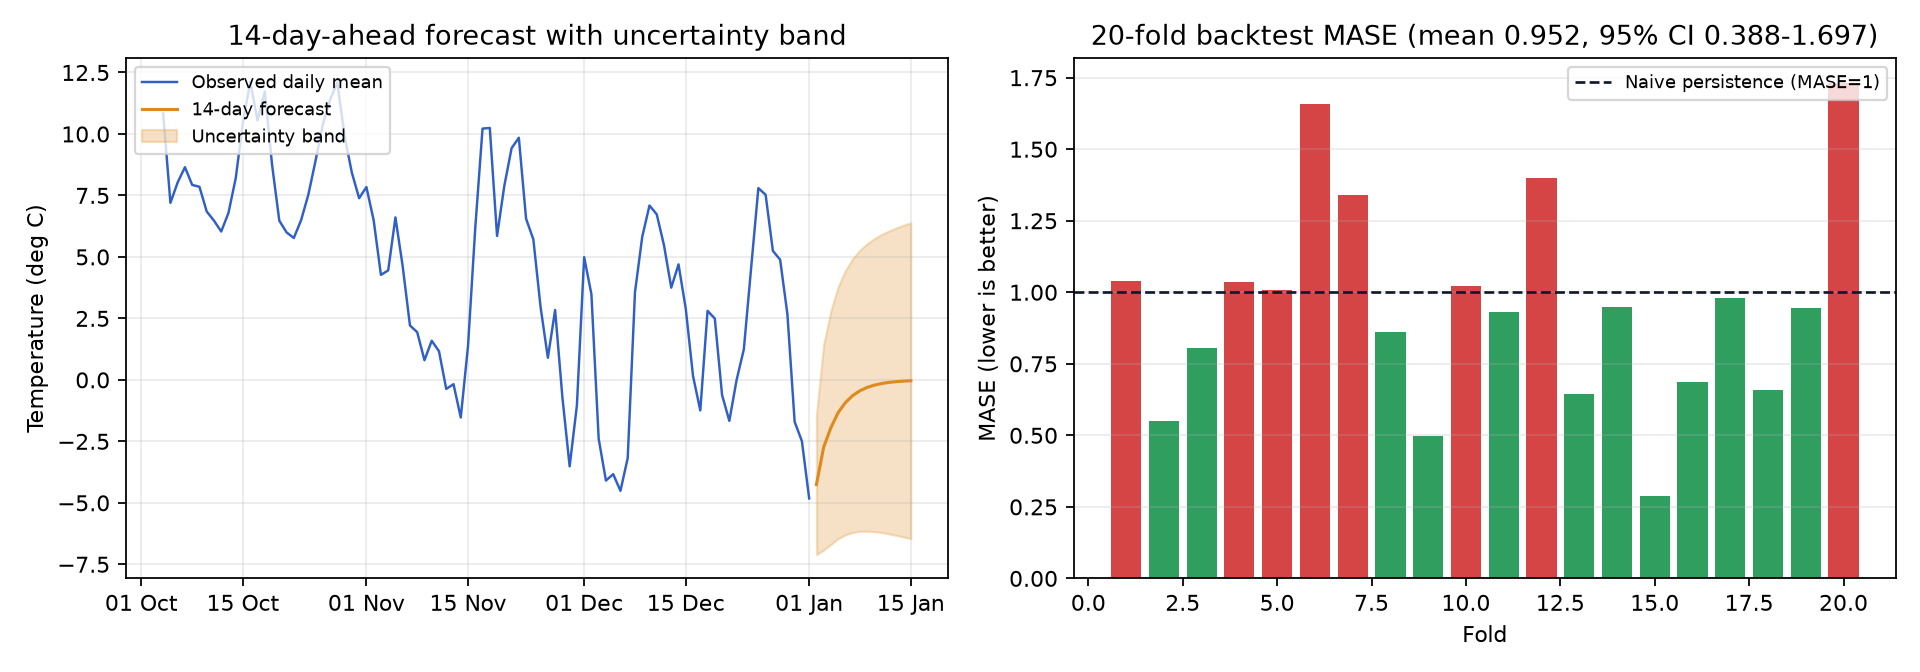 14-day-ahead forecast with uncertainty band
Temperature (deg C)
12.5
10.0
7.5
5.0
2.5
0.0
−2.5
−5.0
−7.5
Observed daily mean
14-day forecast
Uncertainty band
01 Oct 15 Oct 01 Nov 15 Nov 01 Dec 15 Dec 01 Jan 15 Jan
20-fold backtest MASE (mean 0.952, 95% CI 0.388-1.697)
MASE (lower is better)
1.75
1.50
1.25
1.00
0.75
0.50
0.25
0.00
Naive persistence (MASE=1)
0.0 2.5 5.0 7.5 10.0 12.5 15.0 17.5 20.0
Fold